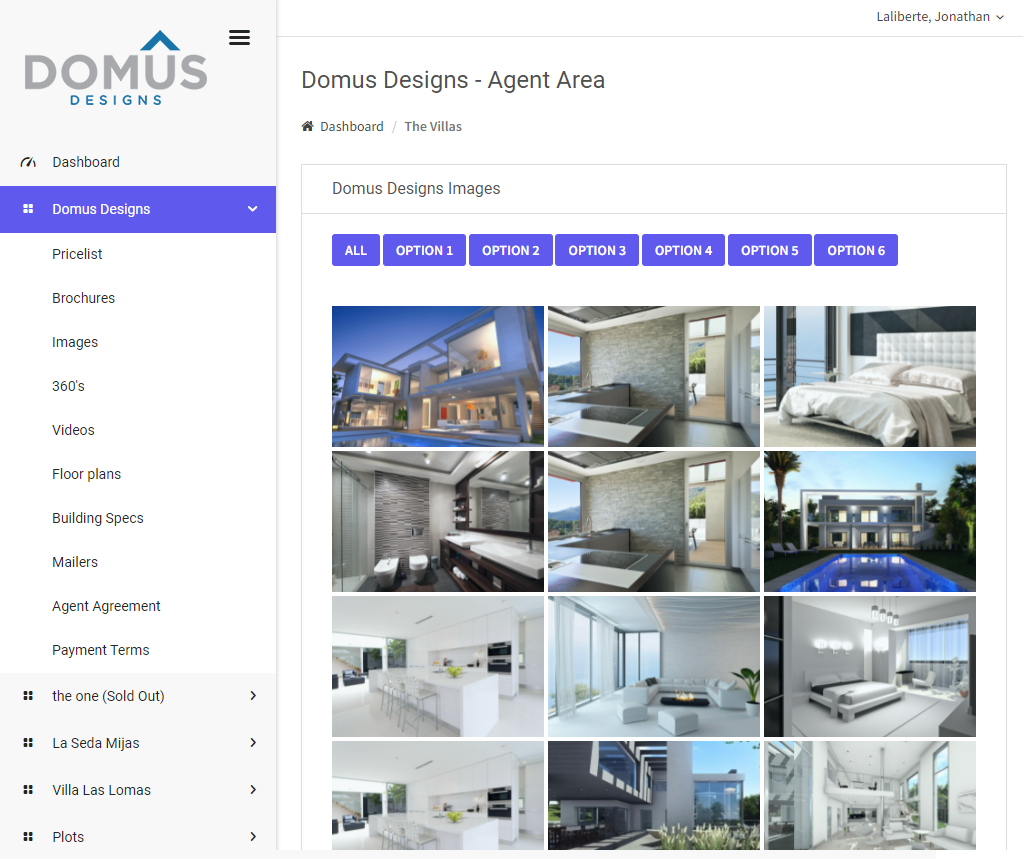 DOMUS
DESIGNS
Laliberte, Jonathan
Domus Designs - Agent Area
Dashboard / The Villas
Dashboard
Domus Designs
Pricelist
Brochures
Images
360's
Videos
Floor plans
Building Specs
Mailers
Agent Agreement
Payment Terms
the one (Sold Out)
La Seda Mijas
Villa Las Lomas
Plots
Domus Designs Images
ALL OPTION 1 OPTION 2 OPTION 3 OPTION 4 OPTION 5 OPTION 6